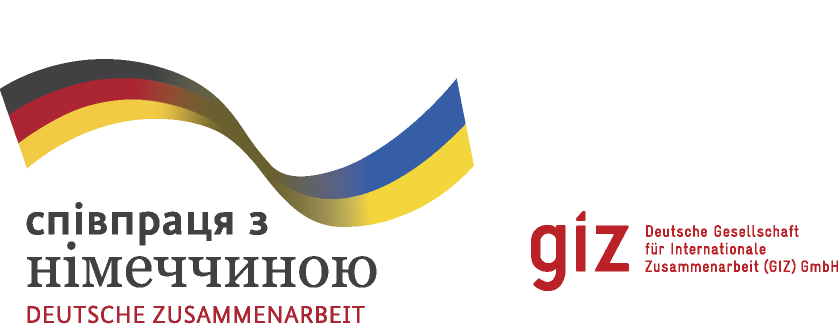 співпраця з
німеччиною
DEUTSCHE ZUSAMMENARBEIT
giz
Deutsche Gesellschaft
für Internationale
Zusammenarbeit (GIZ) GmbH